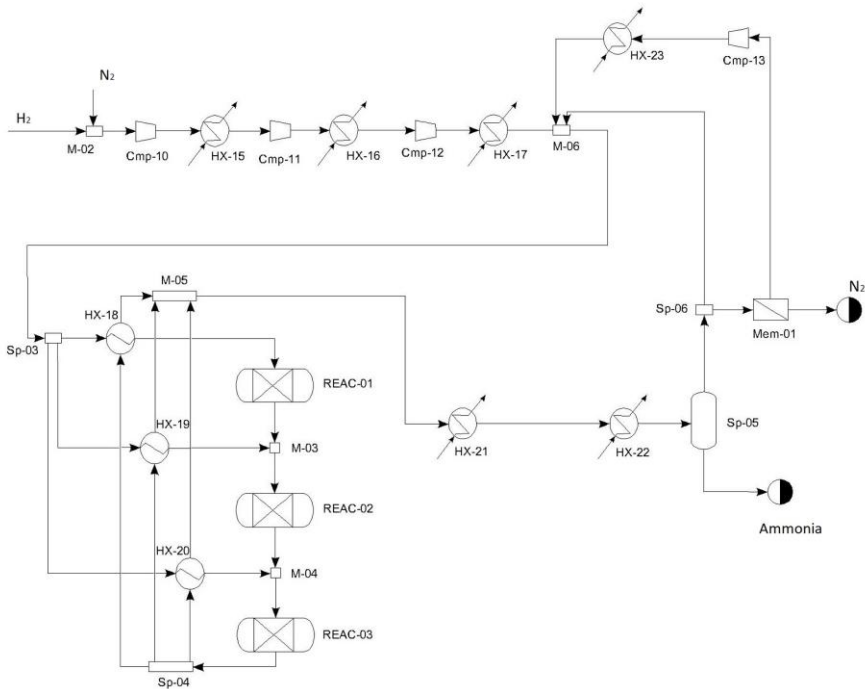 N₂
H₂
M-02
Cmp-10
HX-15
Cmp-11
HX-16
Cmp-12
HX-17
M-06
HX-23
Cmp-13
M-05
HX-18
Sp-03
REAC-01
HX-19
M-03
REAC-02
HX-20
M-04
REAC-03
Sp-04
HX-21
HX-22
Sp-06
Mem-01
N₂
Sp-05
Ammonia